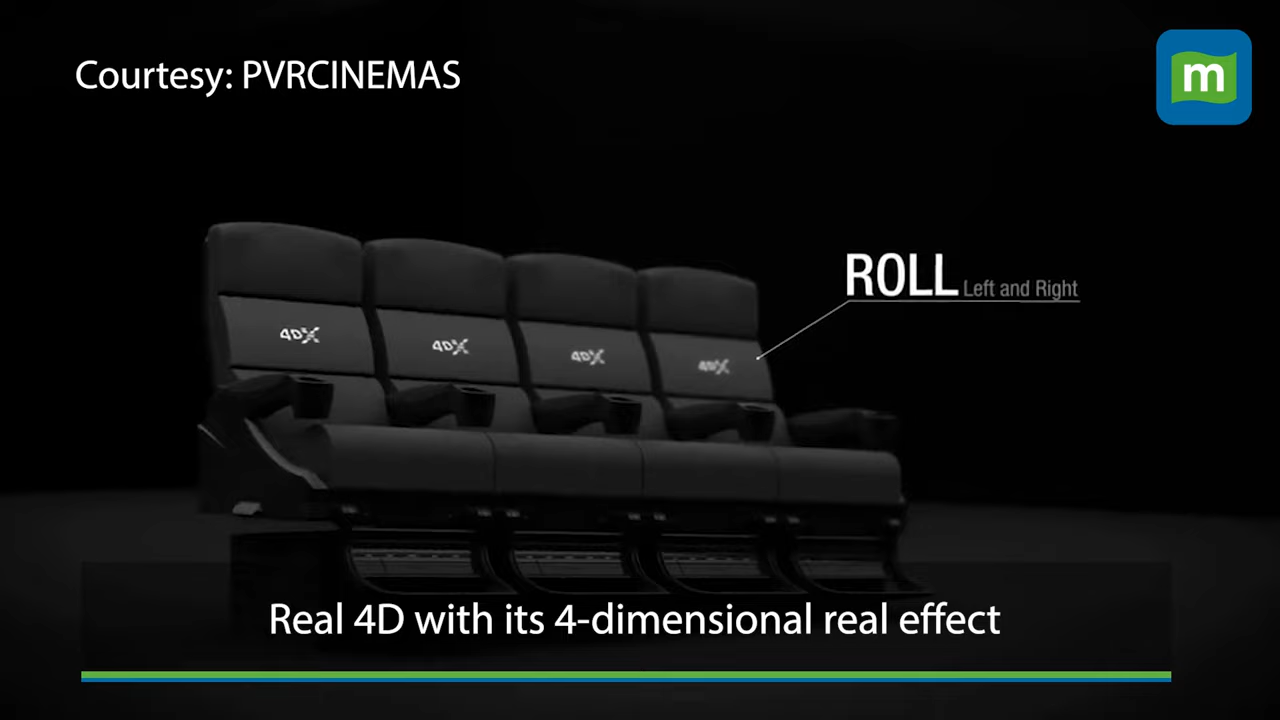 Courtesy: PVRCINEMAS
m
ROLL Left and Right
4DX
4DX
4DX
4DX
Real 4D with its 4-dimensional real effect